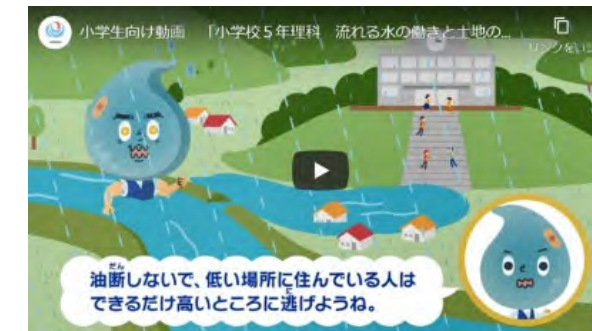 小学生向け動画 「小学校5年理科 流れる水の働きと土地の...
油断しないで、低い場所に住んでいる人は
できるだけ高いところに逃げようね。